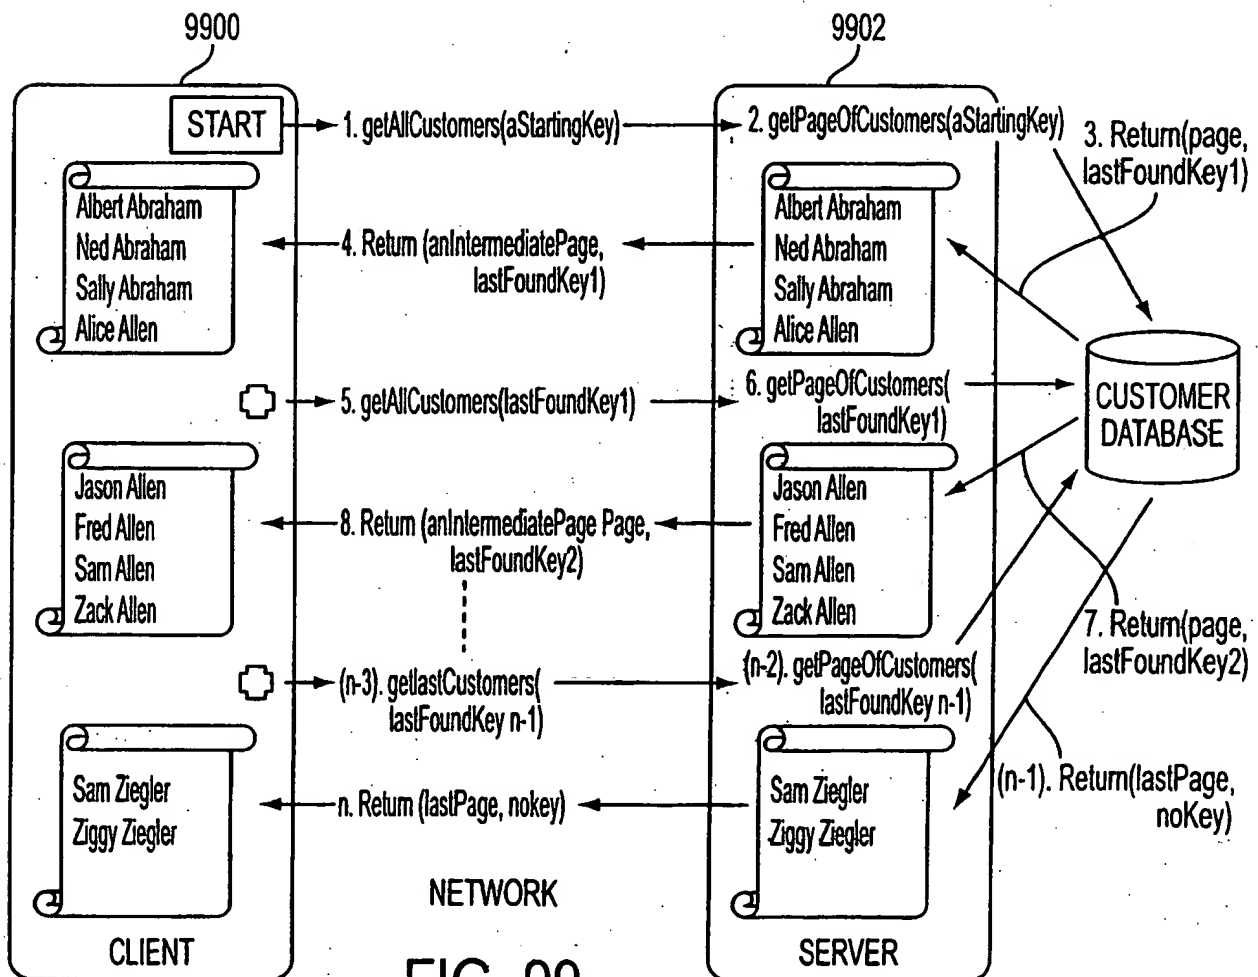 9900
9902
START
1. getAllCustomers(aStartingKey)
2. getPageOfCustomers(aStartingKey)
3. Return(page,
lastFoundKey1)
Albert Abraham
Ned Abraham
Sally Abraham
Alice Allen
4. Return (anIntermediatePage,
lastFoundKey1)
Albert Abraham
Ned Abraham
Sally Abraham
Alice Allen
5. getAllCustomers(lastFoundKey1)
6. getPageOfCustomers(
lastFoundKey1)
CUSTOMER
DATABASE
Jason Allen
Fred Allen
Sam Allen
Zack Allen
8. Return (anIntermediatePage Page,
lastFoundKey2)
Jason Allen
Fred Allen
Sam Allen
Zack Allen
7. Return(page,
lastFoundKey2)
(n-3). getlastCustomers(
lastFoundKey n-1)
(n-2). getPageOfCustomers(
lastFoundKey n-1)
(n-1). Return(lastPage,
noKey)
Sam Ziegler
Ziggy Ziegler
n. Return (lastPage, nokey)
Sam Ziegler
Ziggy Ziegler
NETWORK
CLIENT
SERVER
FIG. 99